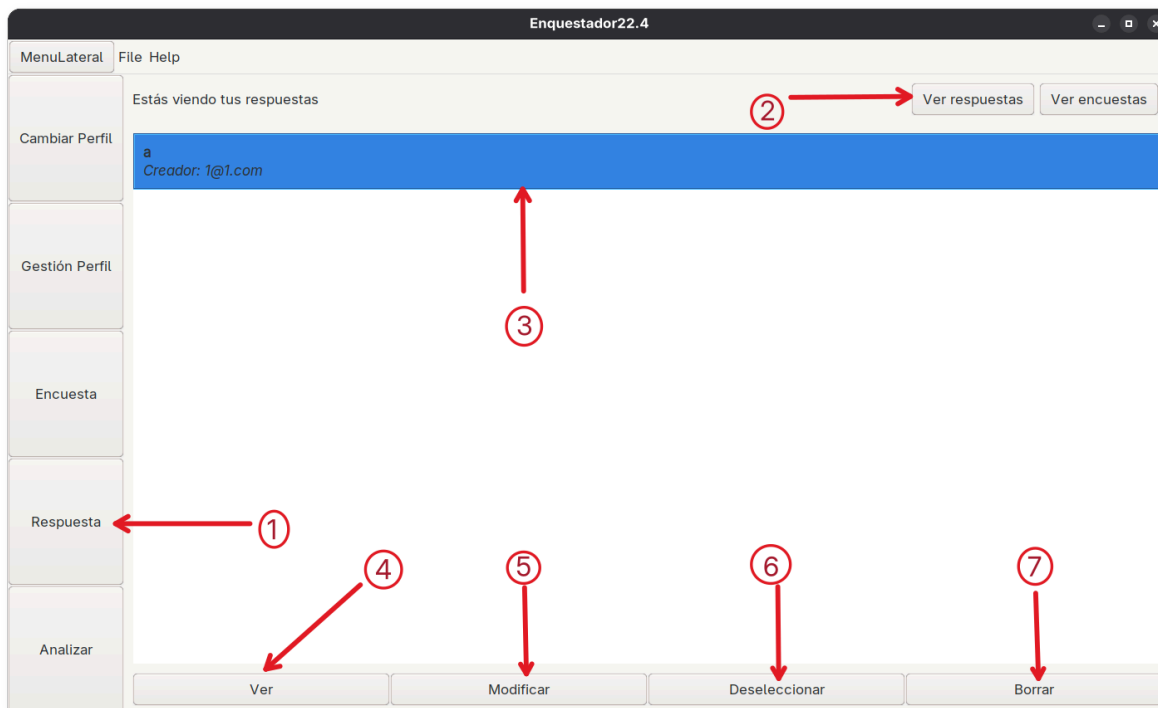 Enquestador22.4
MenuLateral File Help
Estás viendo tus respuestas
2
Ver respuestas Ver encuestas
Cambiar Perfil
a
Creador: 1@1.com
Gestión Perfil
3
Encuesta
Respuesta
1
4
5
6
7
Analizar
Ver Modificar Deseleccionar Borrar